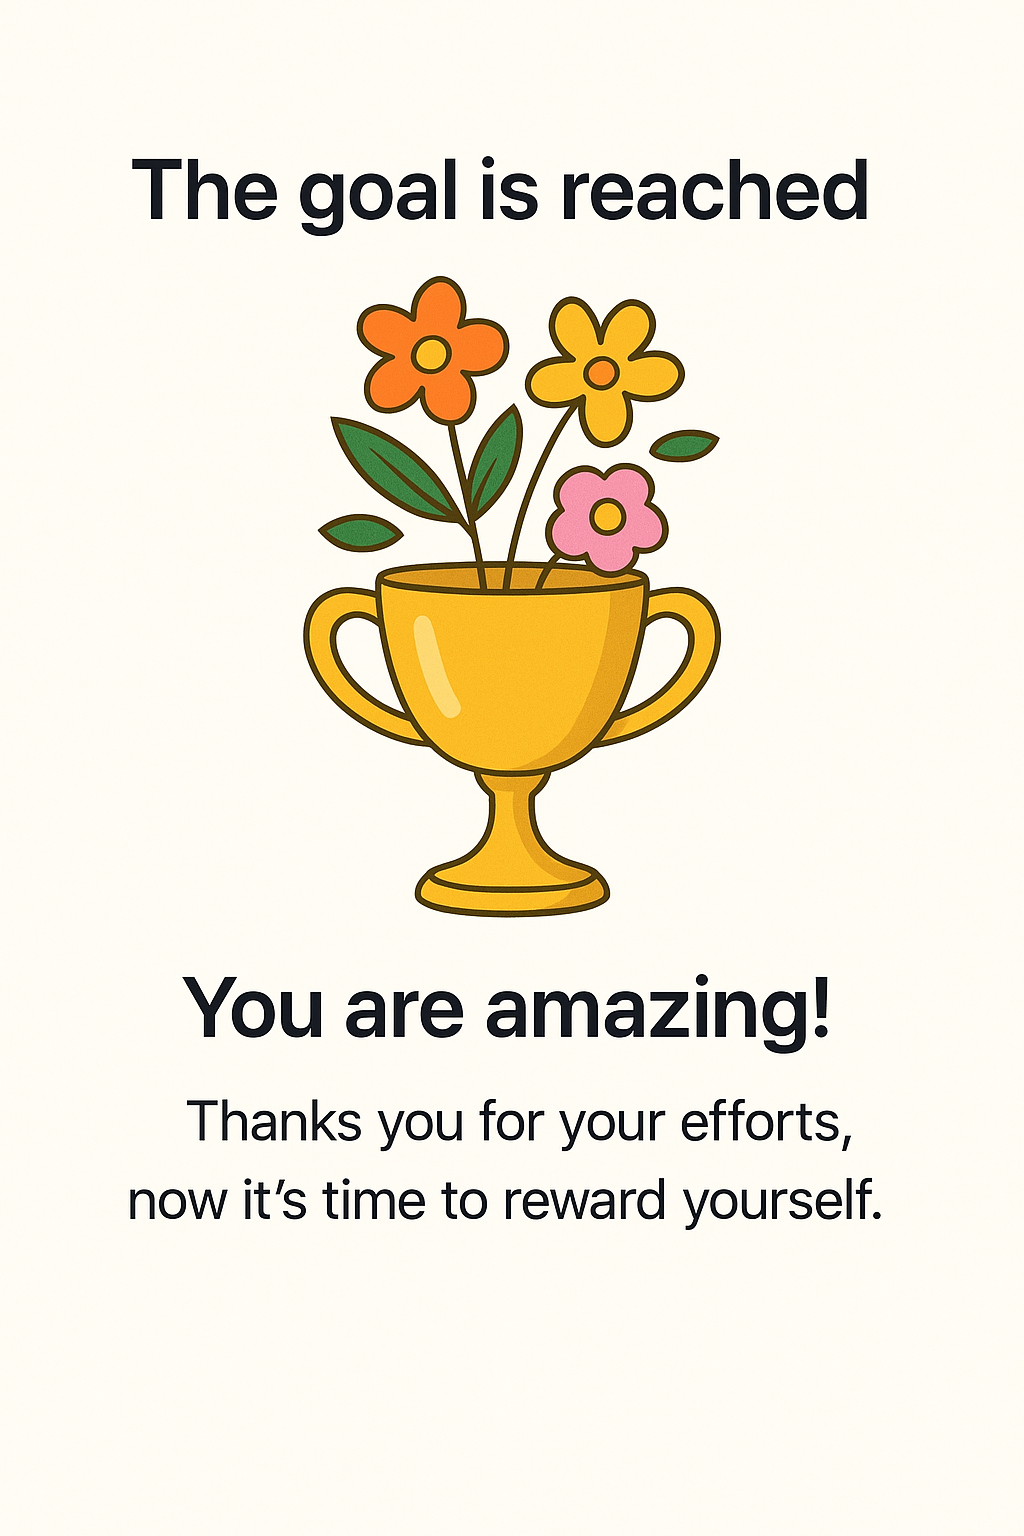 The goal is reached
You are amazing!
Thanks you for your efforts,
now it’s time to reward yourself.